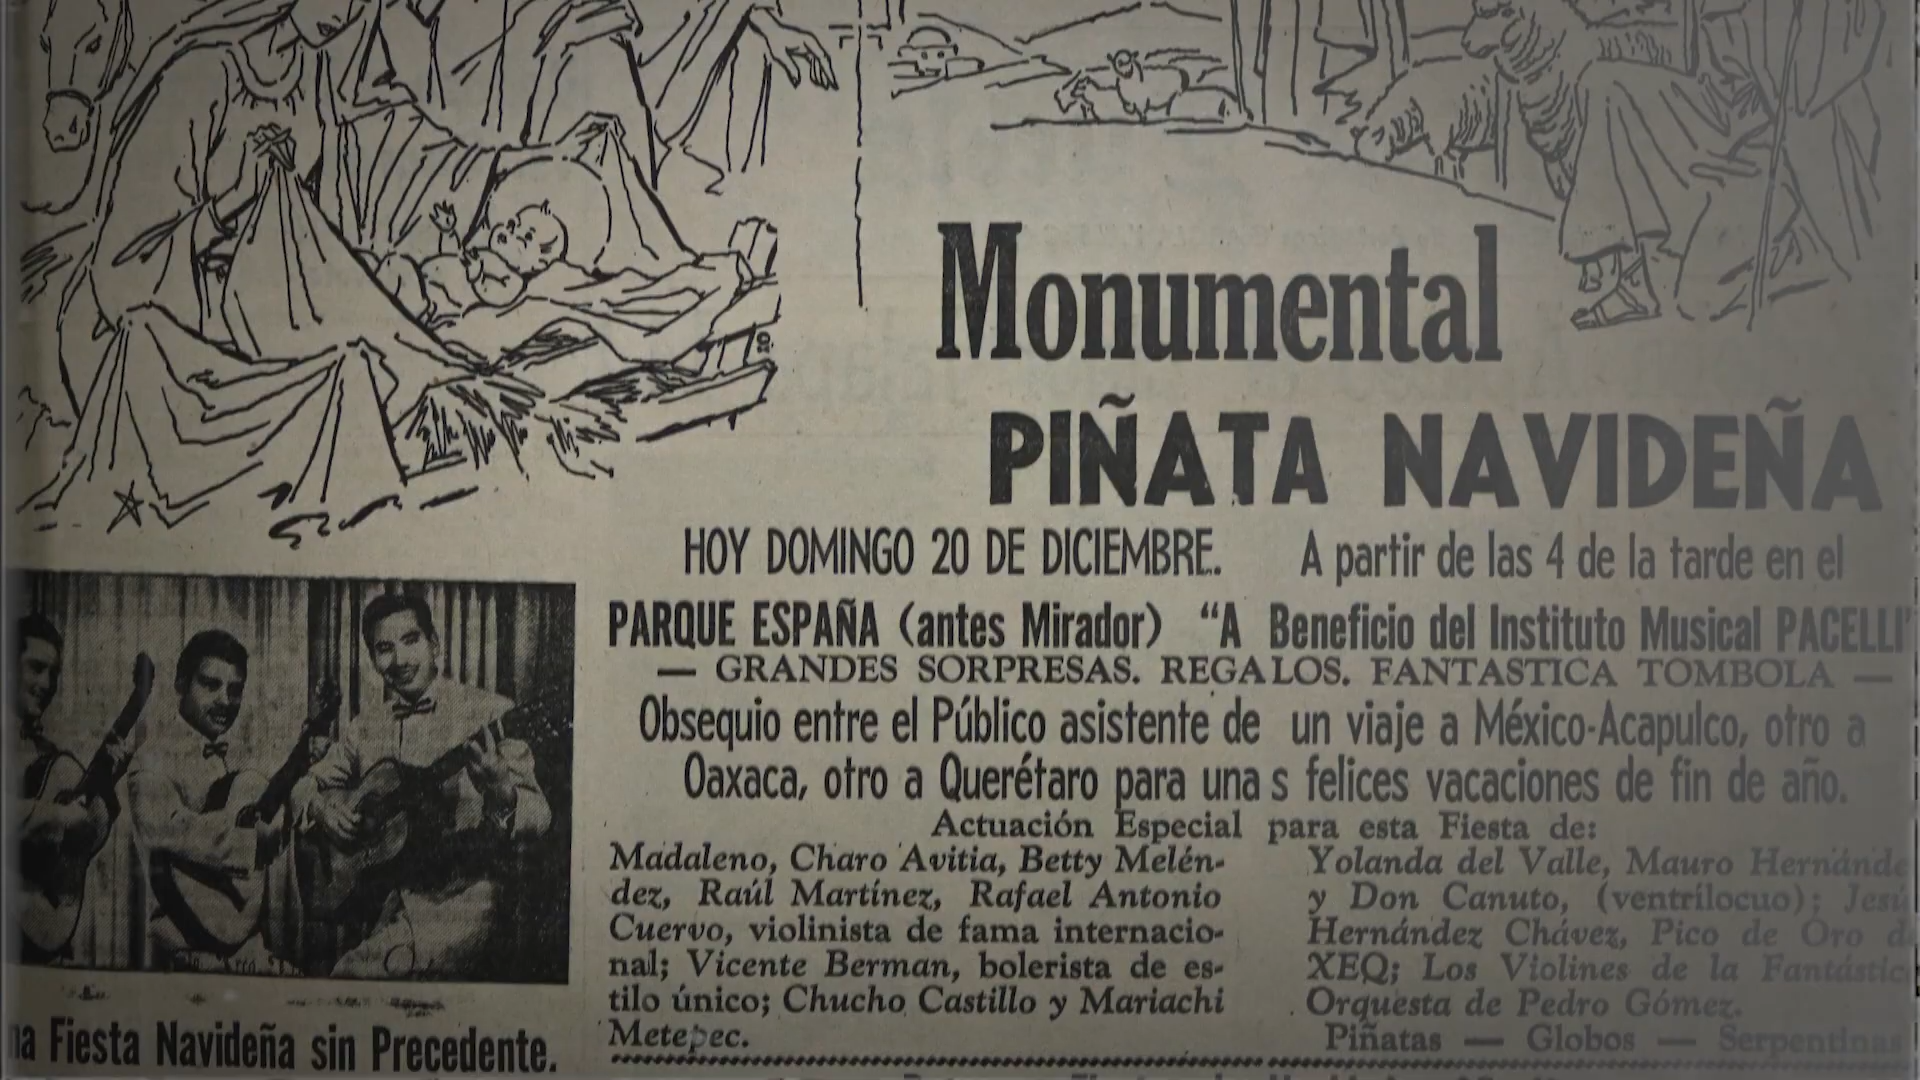 Monumental
PIÑATA NAVIDEÑA
HOY DOMINGO 20 DE DICIEMBRE. A partir de las 4 de la tarde en el
PARQUE ESPAÑA (antes Mirador) “A Beneficio del Instituto Musical PACELLI”
— GRANDES SORPRESAS. REGALOS. FANTASTICA TOMBOLA —
Obsequio entre el Público asistente de un viaje a México-Acapulco, otro a
Oaxaca, otro a Querétaro para una s felices vacaciones de fin de año.
Actuación Especial para esta Fiesta de:
Madaleno, Charo Avitia, Betty Melén-
dez, Raúl Martínez, Rafael Antonio
Cuervo, violinista de fama internacio-
nal; Vicente Berman, bolerista de es-
tilo único; Chucho Castillo y Mariachi
Metepec.
Yolanda del Valle, Mauro Hernánde
y Don Canuto, (ventrílocuo); Jesú
Hernández Chávez, Pico de Oro d
XEQ; Los Violines de la Fantástic
Orquesta de Pedro Gómez.
Piñatas — Globos — Serpentinas
na Fiesta Navideña sin Precedente.